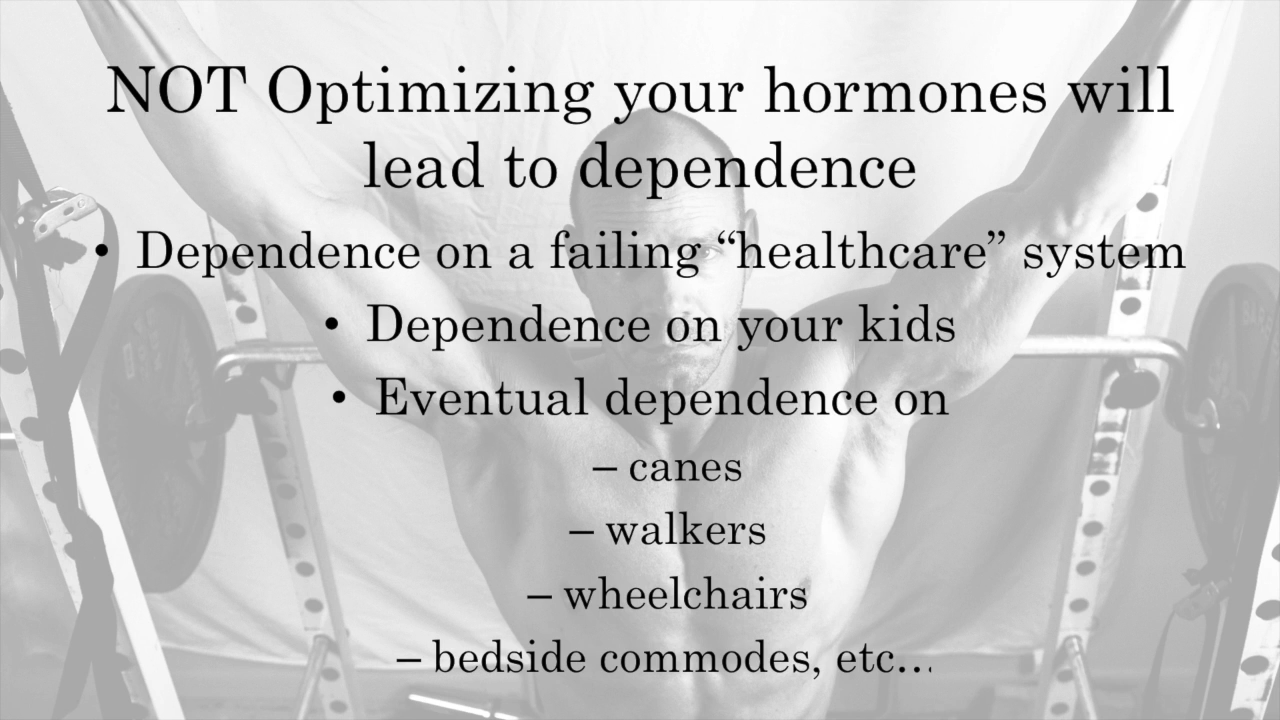 NOT Optimizing your hormones will
lead to dependence
• Dependence on a failing “healthcare” system
• Dependence on your kids
• Eventual dependence on
– canes
– walkers
– wheelchairs
– bedside commodes, etc…